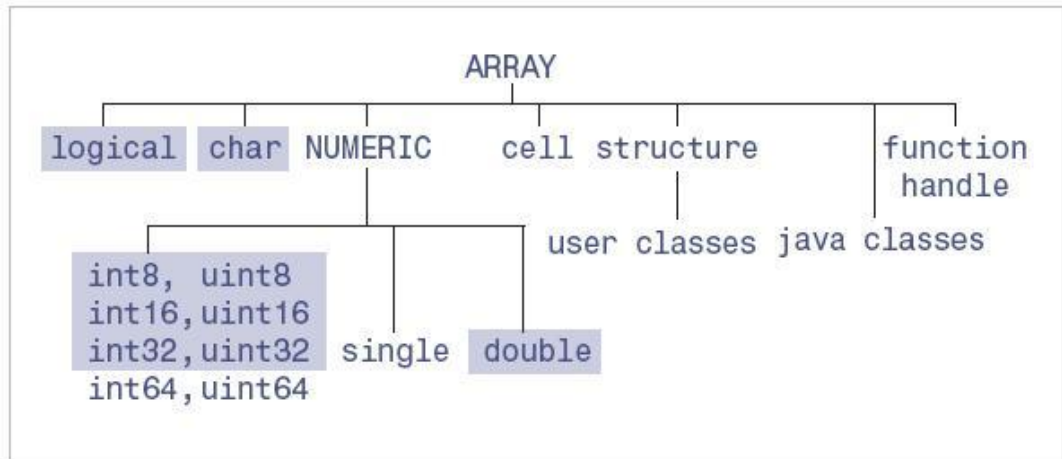 ARRAY
logical char NUMERIC cell structure function
handle
user classes java classes
int8, uint8
int16,uint16
int32,uint32 single double
int64,uint64